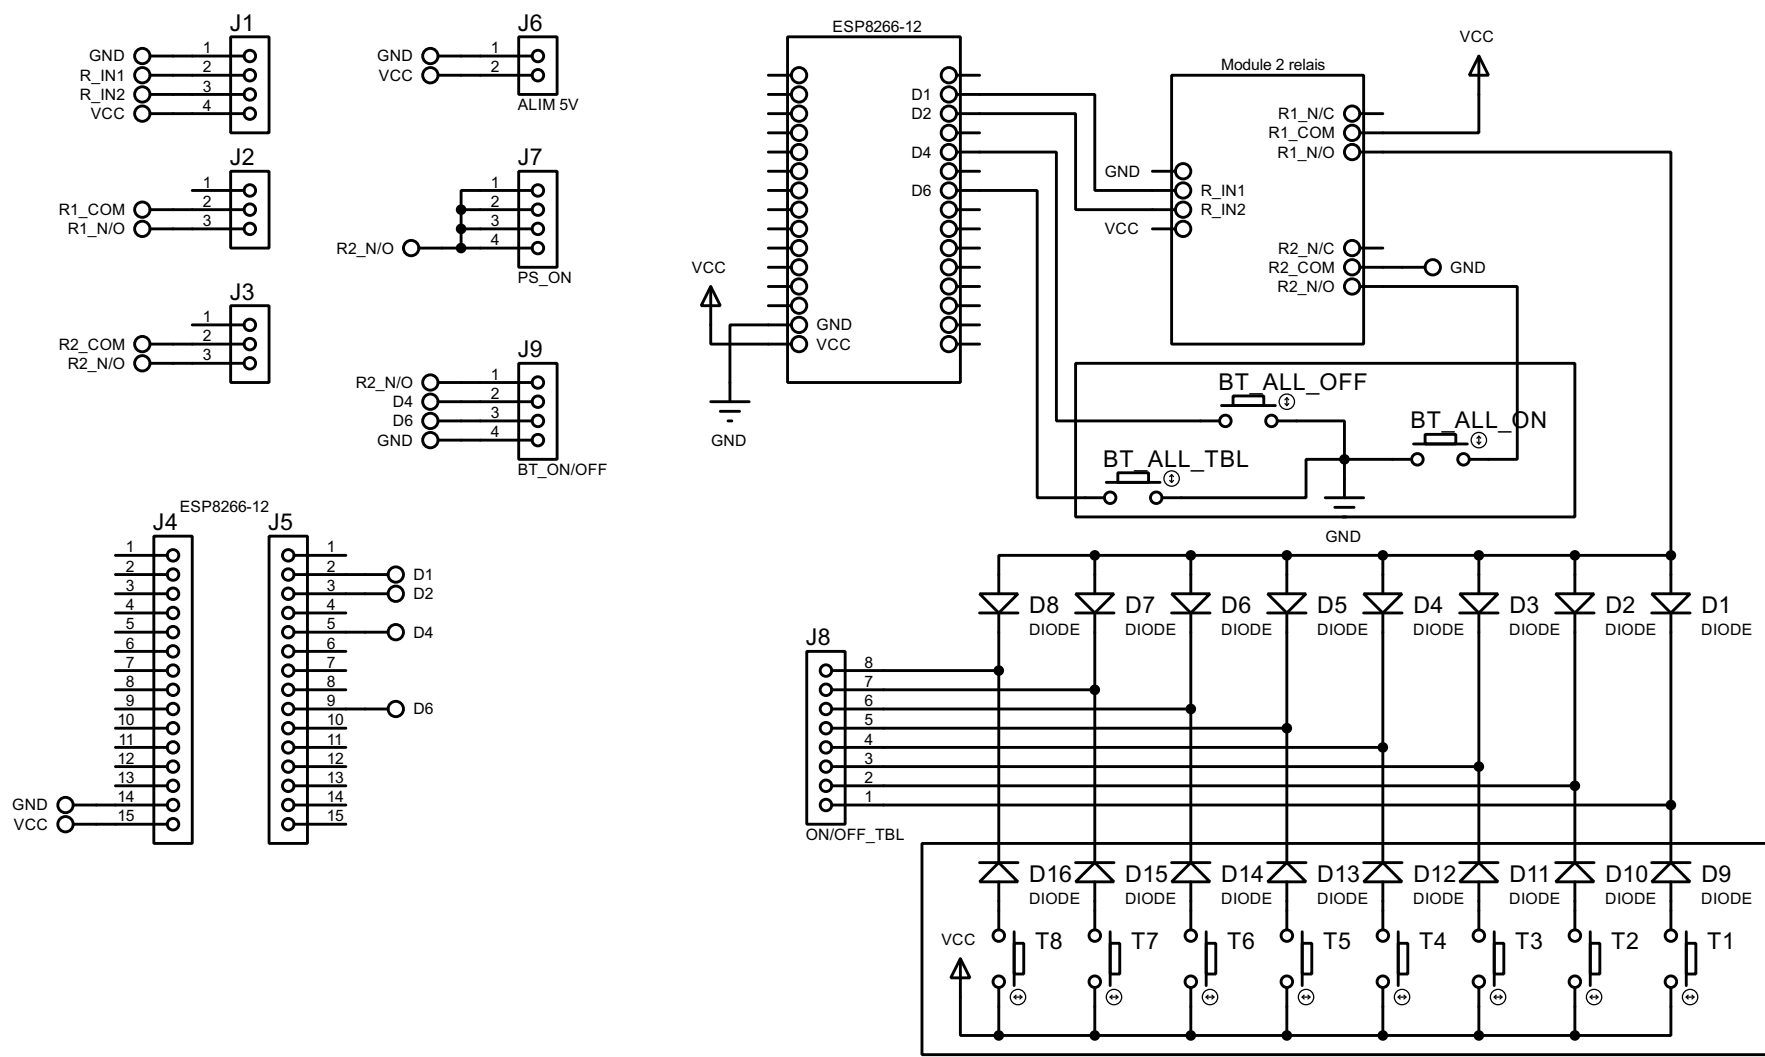 J1
GND 1
R_IN1 2
R_IN2 3
VCC 4
J6
GND 1
VCC 2
ALIM 5V
J2
1
R1_COM 2
R1_N/O 3
J7
1
2
3
R2_N/O 4
PS_ON
J3
1
R2_COM 2
R2_N/O 3
J9
R2_N/O 1
D4 2
D6 3
GND 4
BT_ON/OFF
ESP8266-12
J4 J5
1 1
2 2 D1
3 3 D2
4 4
5 5 D4
6 6
7 7
8 8
9 9 D6
10 10
11 11
12 12
13 13
GND 14 14
VCC 15 15
ESP8266-12
D1
D2
D4
D6
VCC
GND
VCC
GND
Module 2 relais
VCC
R1_N/C
R1_COM
R1_N/O
GND
R_IN1
R_IN2
VCC
R2_N/C
R2_COM GND
R2_N/O
BT_ALL_OFF
BT_ALL_ON
BT_ALL_TBL
GND
D8 D7 D6 D5 D4 D3 D2 D1
DIODE DIODE DIODE DIODE DIODE DIODE DIODE DIODE
J8
8
7
6
5
4
3
2
1
ON/OFF_TBL
D16 D15 D14 D13 D12 D11 D10 D9
DIODE DIODE DIODE DIODE DIODE DIODE DIODE DIODE
VCC T8 T7 T6 T5 T4 T3 T2 T1